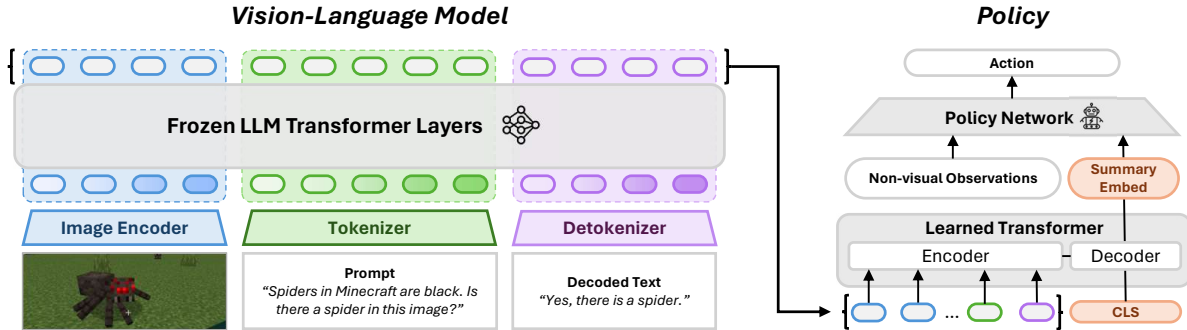 Vision-Language Model
Frozen LLM Transformer Layers
Image Encoder
Tokenizer
Detokenizer
Prompt
“Spiders in Minecraft are black. Is
there a spider in this image?”
Decoded Text
“Yes, there is a spider.”
Policy
Action
Policy Network
Non-visual Observations
Summary
Embed
Learned Transformer
Encoder
Decoder
...
CLS